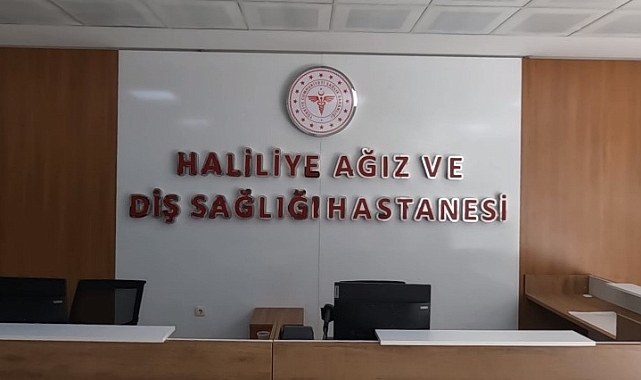 HALİLİYE AĞIZ VE
DİŞ SAĞLIĞI HASTANESİ